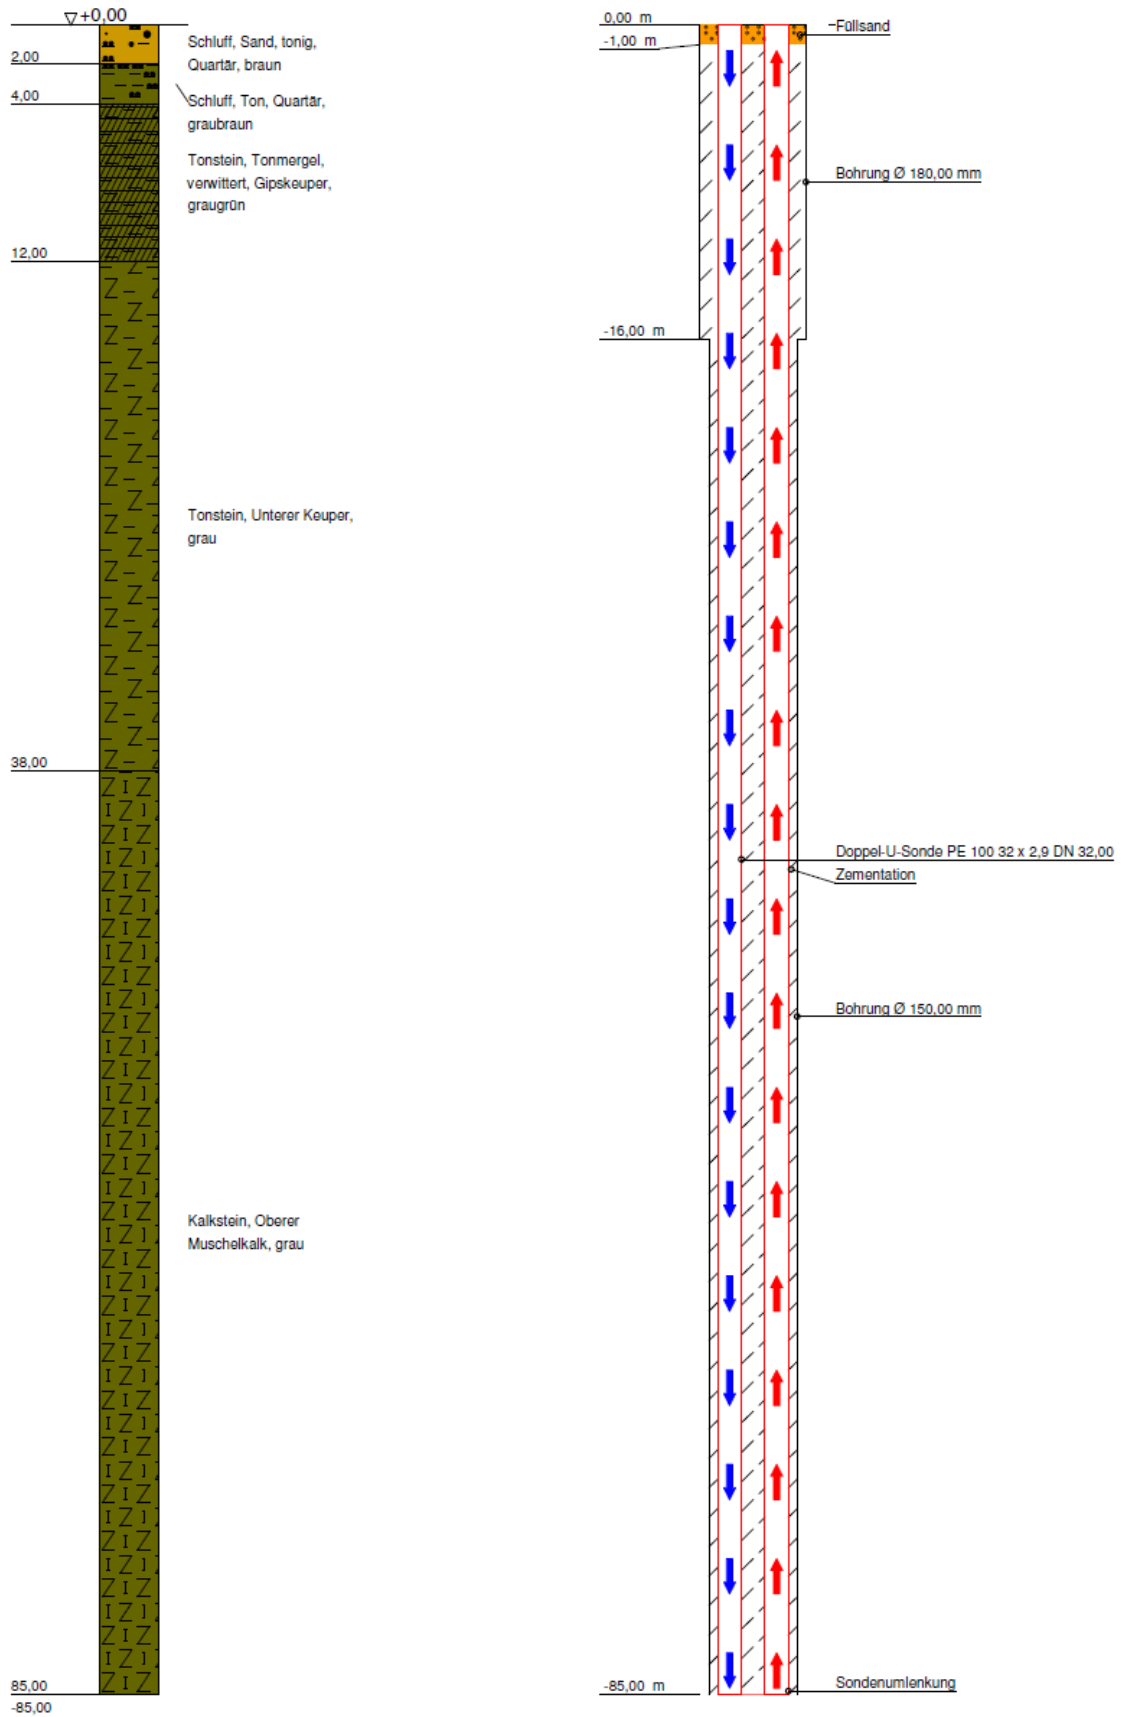 +0,00
Schluff, Sand, tonig,
Quartär, braun
2,00
Schluff, Ton, Quartär,
graubraun
4,00
Tonstein, Tonmergel,
verwittert, Gipskeuper,
graugrün
12,00
Tonstein, Unterer Keuper,
grau
38,00
Kalkstein, Oberer
Muschelkalk, grau
85,00
-85,00
0,00 m
Füllsand
-1,00 m
Bohrung Ø 180,00 mm
-16,00 m
Doppel-U-Sonde PE 100 32 x 2,9 DN 32,00
Zementation
Bohrung Ø 150,00 mm
Sondenumlenkung
-85,00 m